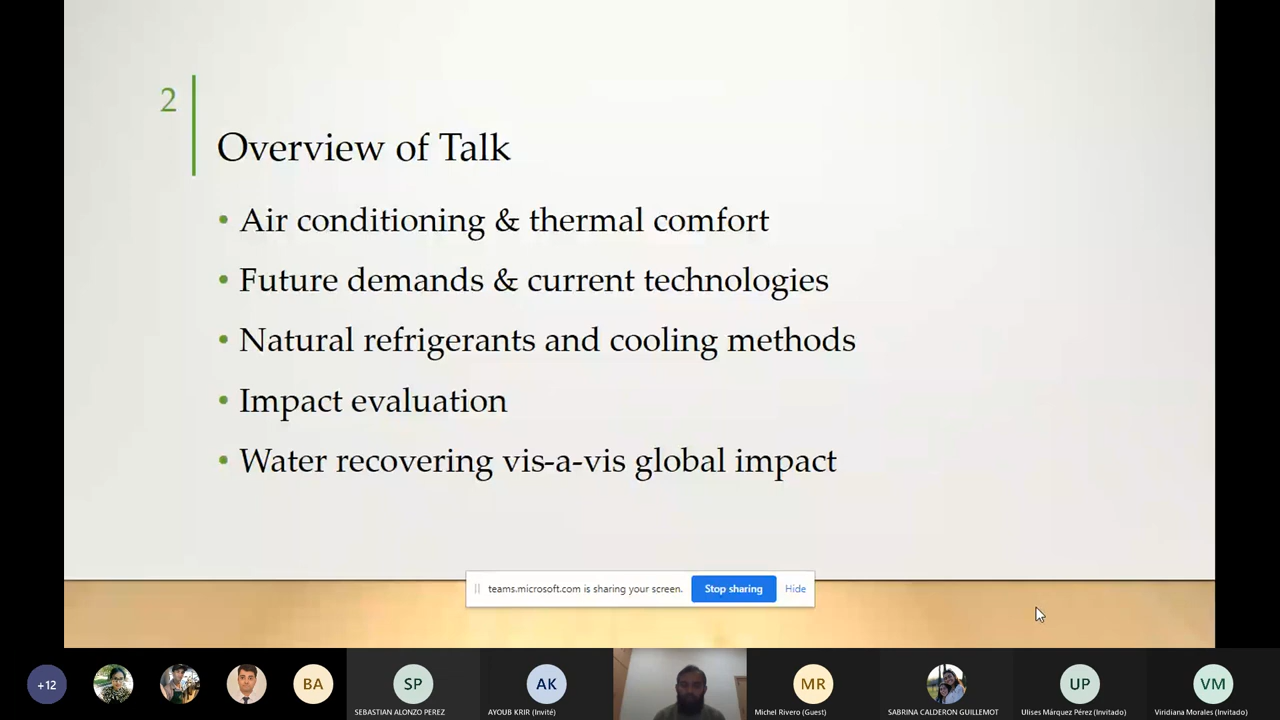 2
Overview of Talk
• Air conditioning & thermal comfort
• Future demands & current technologies
• Natural refrigerants and cooling methods
• Impact evaluation
• Water recovering vis-a-vis global impact
teams.microsoft.com is sharing your screen.
Stop sharing
Hide
+12
BA
SP
AK
MR
UP
VM
SEBASTIAN ALONZO PEREZ
AYOUB KRIR (Invité)
Michel Rivero (Guest)
SABRINA CALDERON GUILLEMOT
Ulises Márquez Pérez (Invitado)
Viridiana Morales (Invitado)